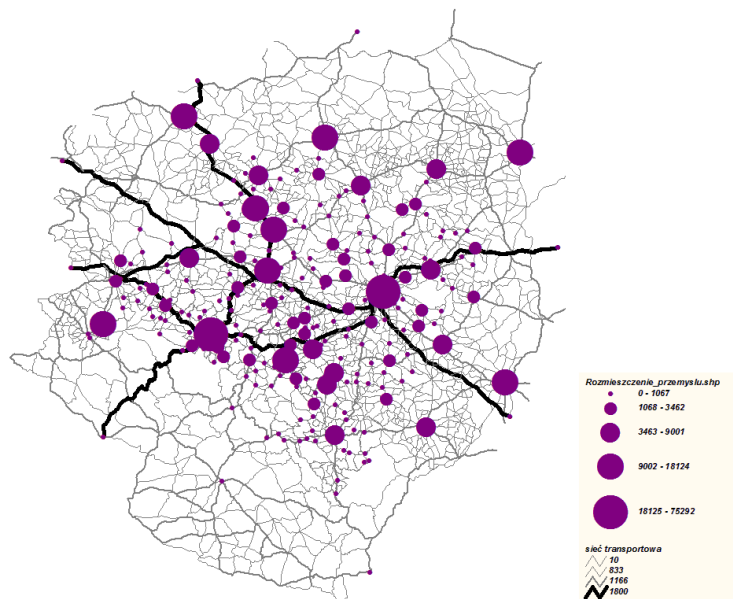 Rozmieszczenie_przemyslu.shp
0 - 1067
1068 - 3462
3463 - 9001
9002 - 18124
18125 - 75292
sieć transportowa
10
833
1166
1800